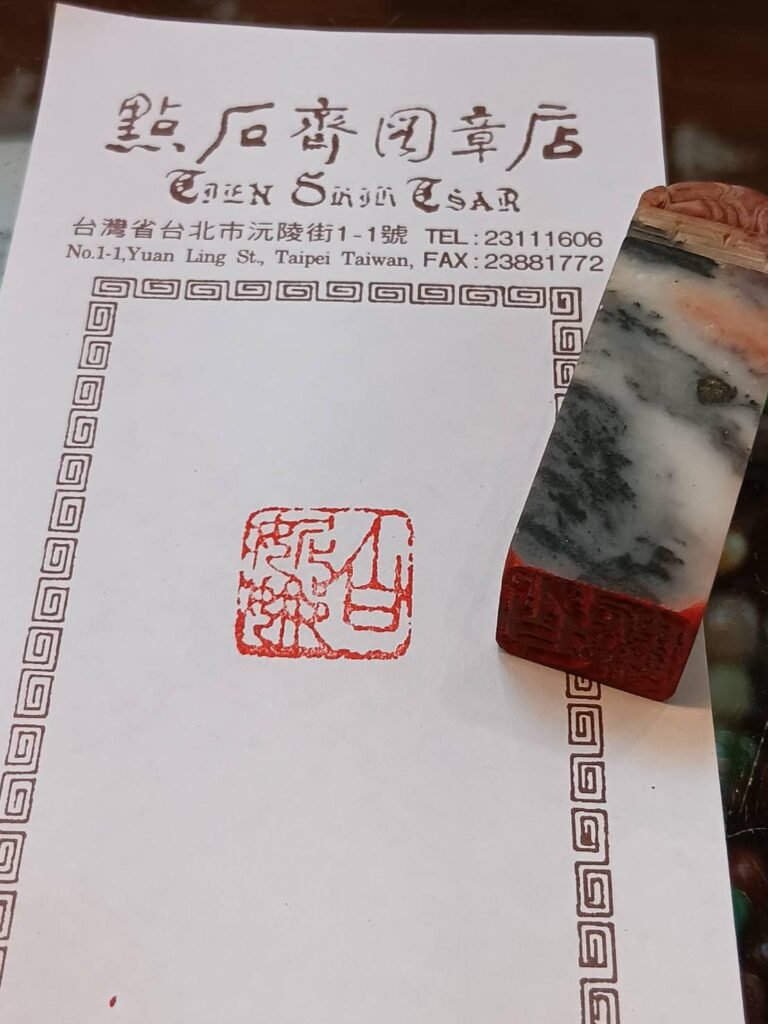 點石齋図章店
TIEN SHIH TSAR
台灣省台北市沅陵街1-1號 TEL:23111606
No.1-1,Yuan Ling St., Taipei Taiwan, FAX:23881772